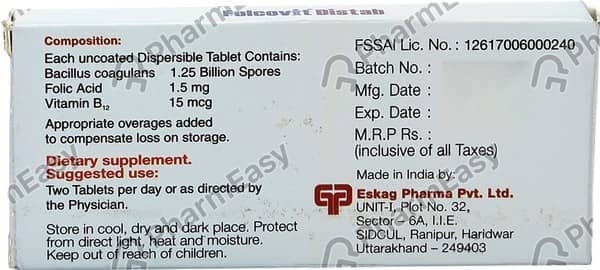 Folcovit Distab
Composition:
Each uncoated Dispersible Tablet Contains:
Bacillus coagulans 1.25 Billion Spores
Folic Acid 1.5 mg
Vitamin B12 15 mcg
Appropriate overages added
to compensate loss on storage.
Dietary supplement.
Suggested use:
Two Tablets per day or as directed by
the Physician.
Store in cool, dry and dark place. Protect
from direct light, heat and moisture.
Keep out of reach of children.
FSSAI Lic. No. : 12617006000240
Batch No. :
Mfg. Date :
Exp. Date :
M.R.P Rs. :
(inclusive of all Taxes)
Made in India by:
Eskag Pharma Pvt. Ltd.
UNIT-I, Plot No. 32,
Sector - 6A, I.I.E.
SIDCUL, Ranipur, Haridwar
Uttarakhand - 249403
PharmEasy